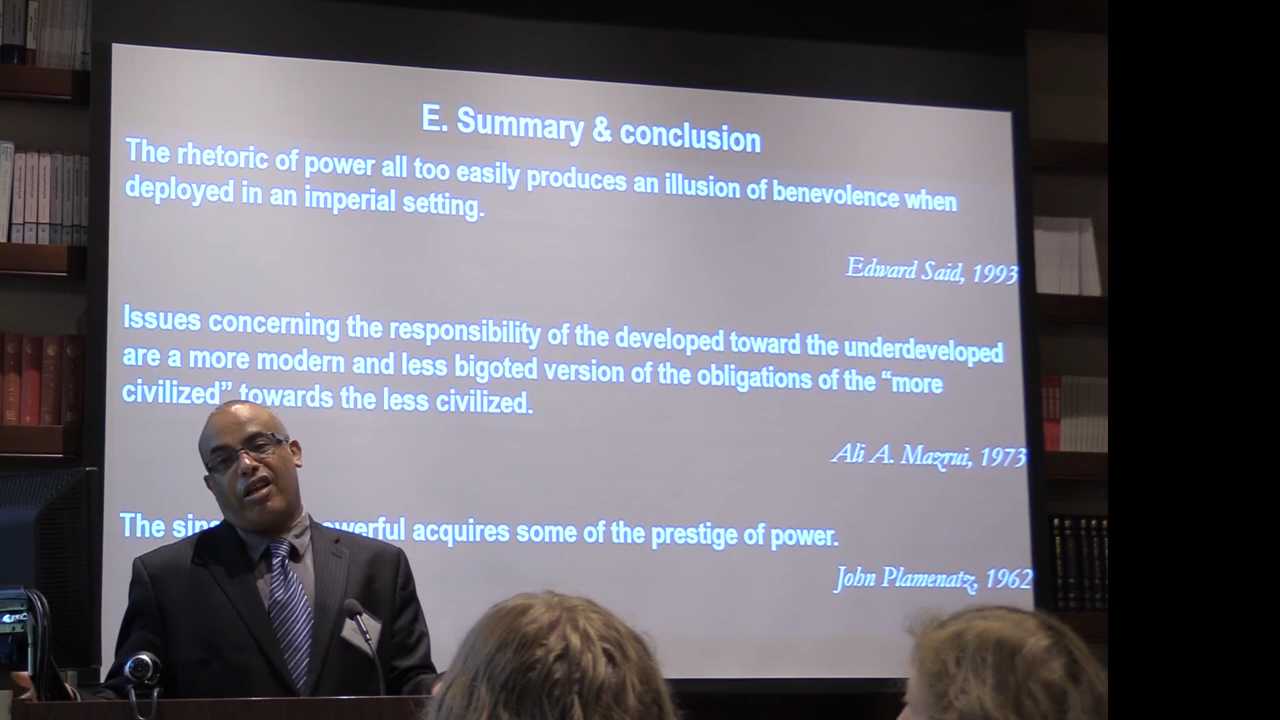 E. Summary & conclusion
The rhetoric of power all too easily produces an illusion of benevolence when
deployed in an imperial setting.
Edward Said, 1993
Issues concerning the responsibility of the developed toward the underdeveloped
are a more modern and less bigoted version of the obligations of the “more
civilized” towards the less civilized.
Ali A. Mazrui, 1973
The acquires some of the prestige of power.
John Plamenatz, 1962